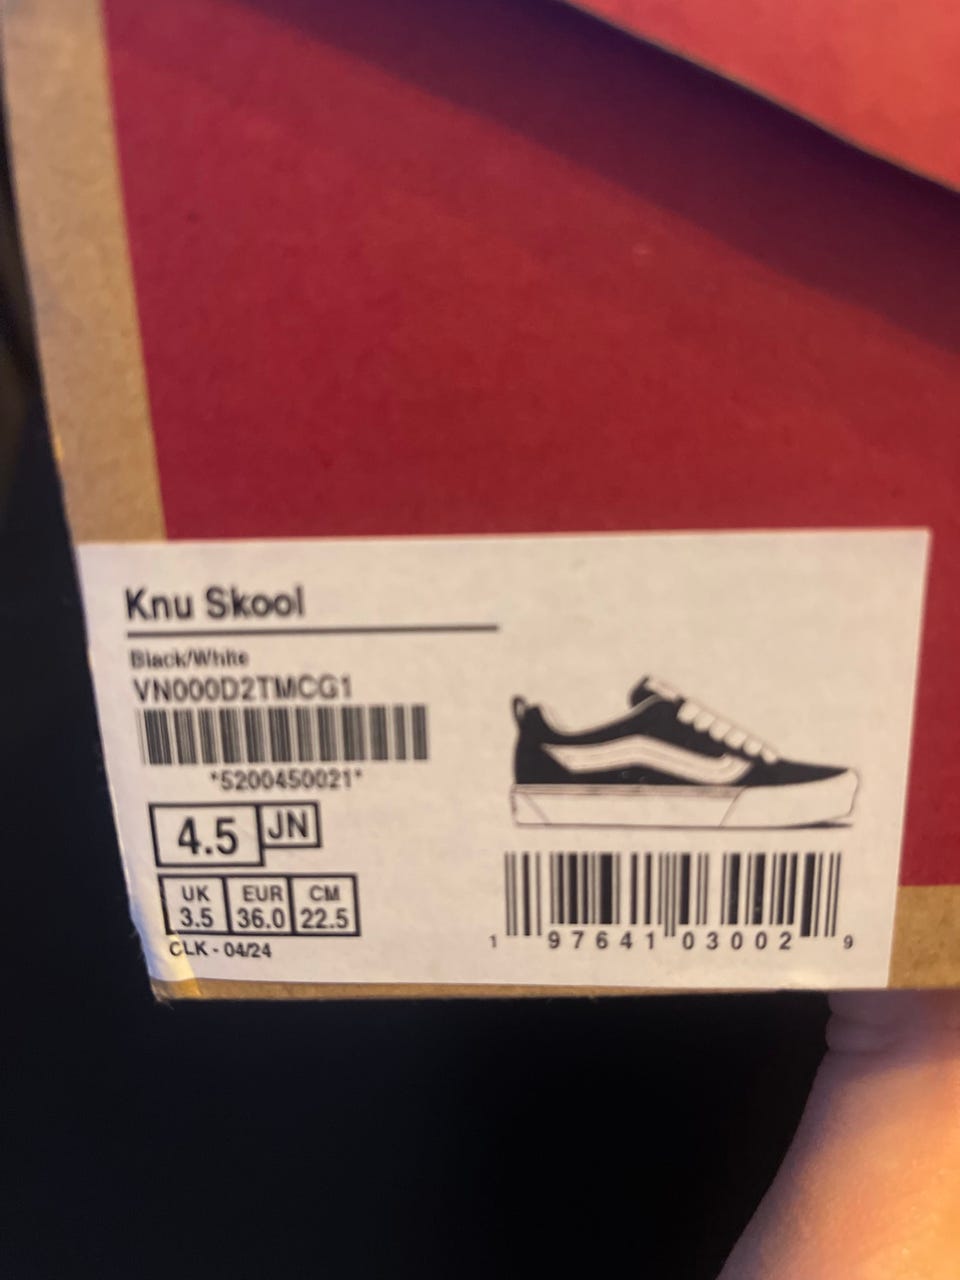 Knu Skool
Black/White
VN000D2TMCG1
*5200450021*
4.5 JN
UK EUR CM
3.5 36.0 22.5
CLK - 04/24
1 97641 03002 9